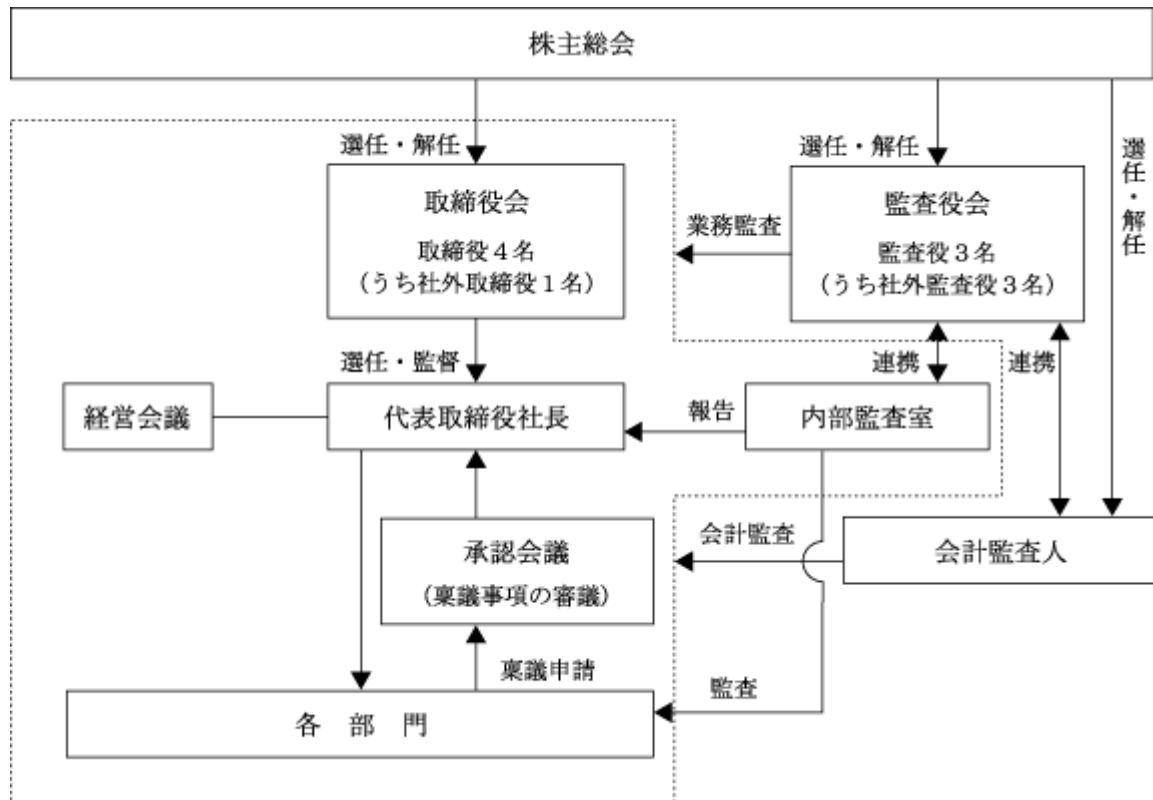 株主総会
選任・解任
選任・解任
選任・解任
取締役会
取締役4名
（うち社外取締役1名）
業務監査
監査役会
監査役3名
（うち社外監査役3名）
選任・監督
連携
連携
経営会議
代表取締役社長
報告
内部監査室
承認会議
（稟議事項の審議）
会計監査
会計監査人
稟議申請
監査
各部門